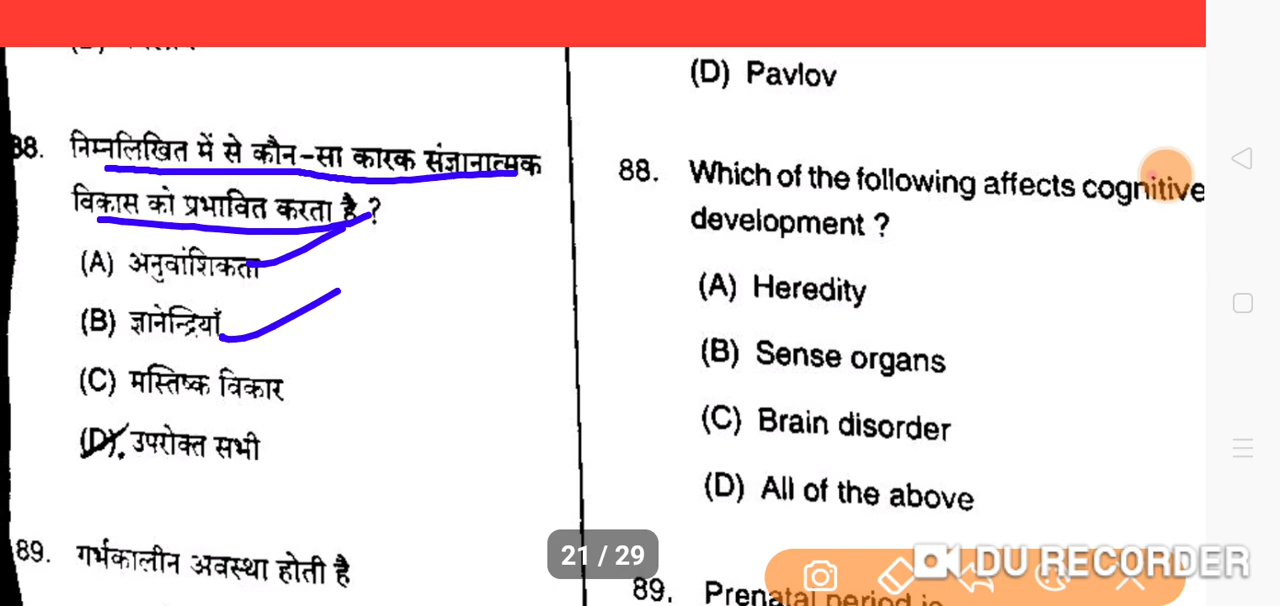 88. निम्नलिखित में से कौन-सा कारक संज्ञानात्मक
विकास को प्रभावित करता है ?
(A) अनुवांशिकता
(B) ज्ञानेन्द्रियाँ
(C) मस्तिष्क विकार
(D) उपरोक्त सभी
89. गर्भकालीन अवस्था होती है
(D) Pavlov
88. Which of the following affects cognitive
development ?
(A) Heredity
(B) Sense organs
(C) Brain disorder
(D) All of the above
89. Prenatal period is
21 / 29
DU RECORDER